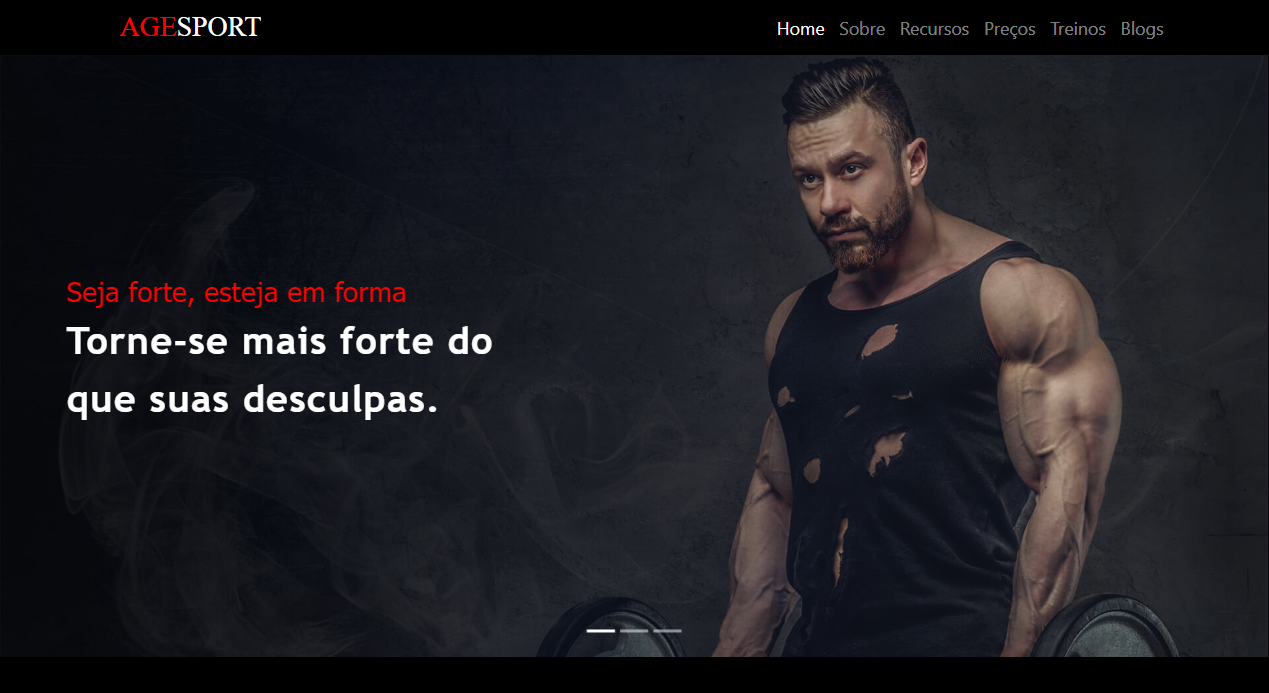 AGESPORT
Home Sobre Recursos Preços Treinos Blogs
Seja forte, esteja em forma
Torne-se mais forte do
que suas desculpas.